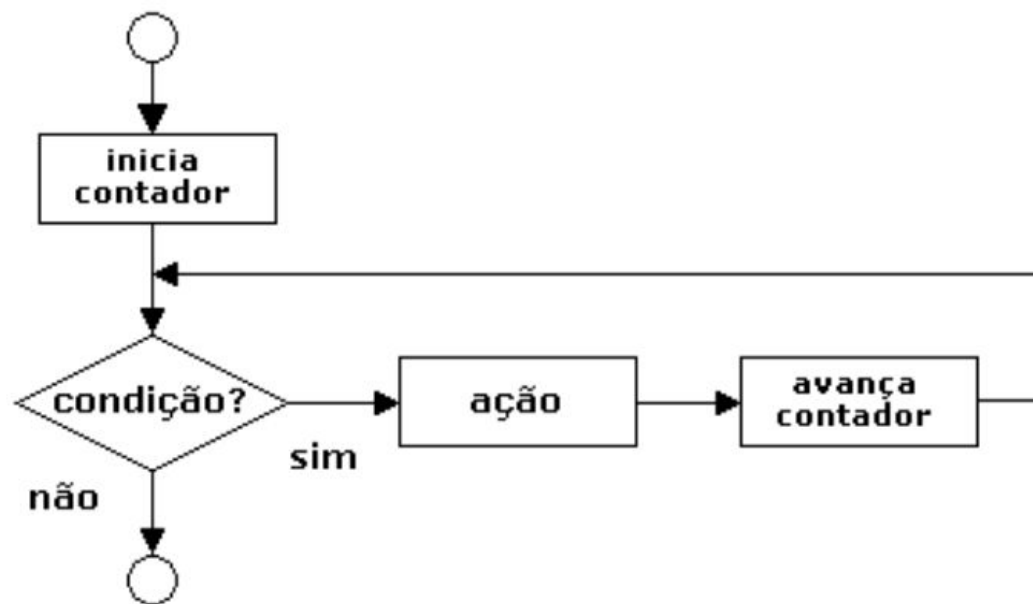 inicia
contador
condição?
sim
não
ação
avança
contador